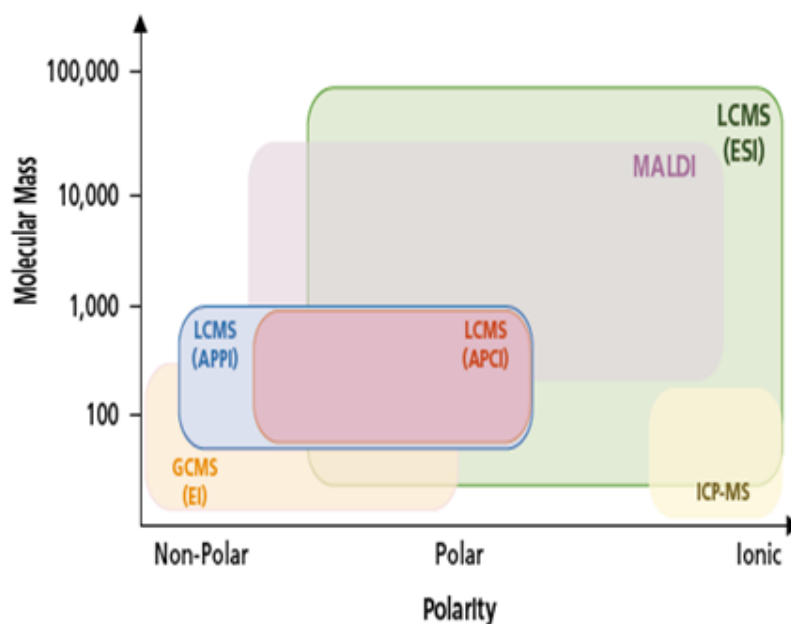 100,000
LCMS
(ESI)
MALDI
10,000
Molecular Mass
1,000
LCMS
(APPI)
LCMS
(APCI)
100
GCMS
(EI)
ICP-MS
Non-Polar
Polar
Ionic
Polarity